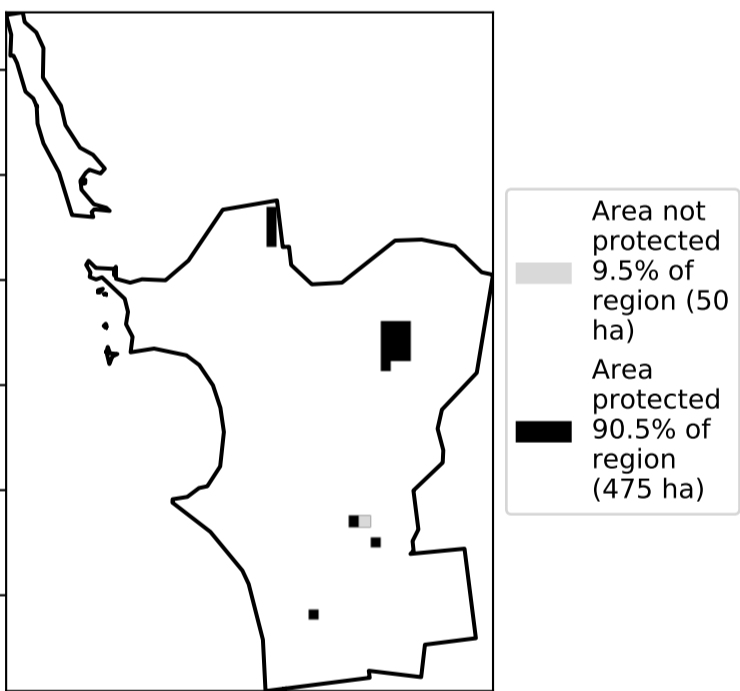 Area not
protected
9.5% of
region (50
ha)
Area
protected
90.5% of
region
(475 ha)